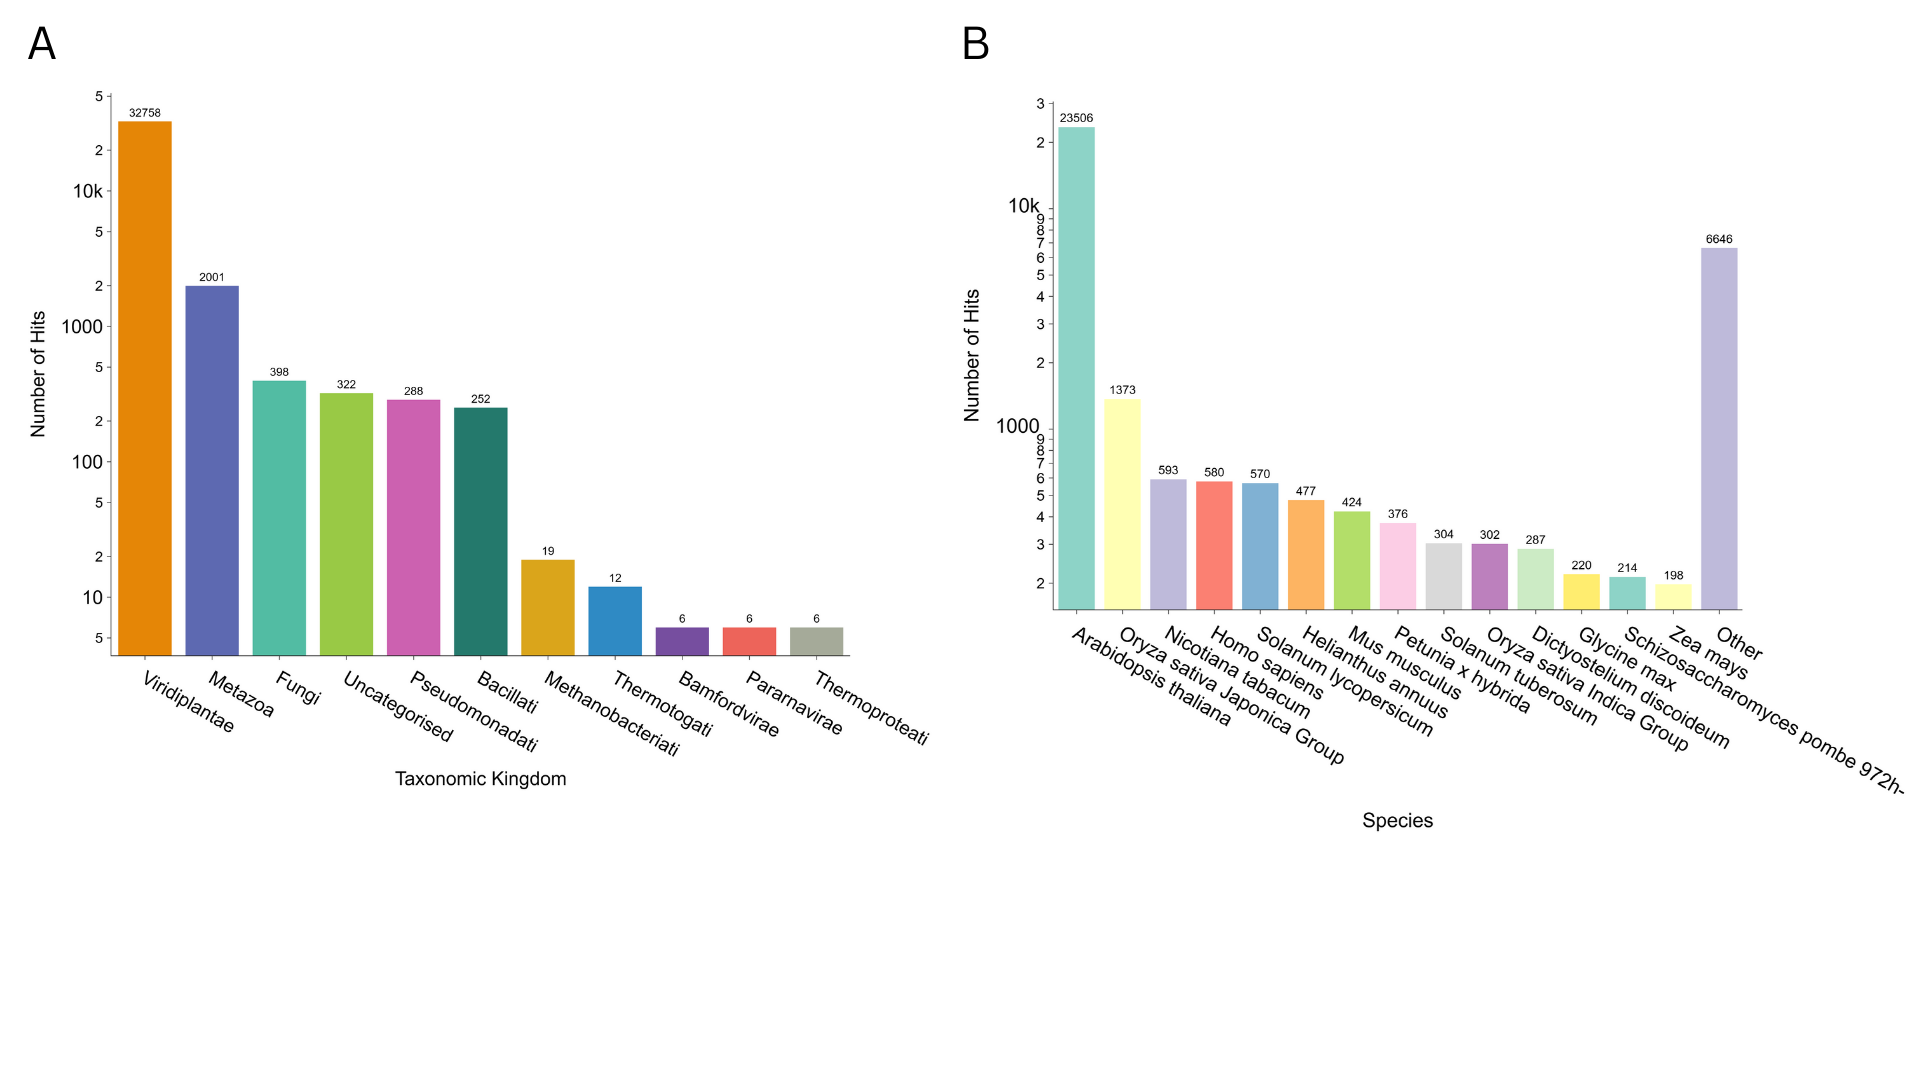 A
5
2
10k
5
2
1000
5
2
100
5
2
10
5
Number of Hits
32758
2001
398
322
288
252
19
12
6
6
6
Viridiplantae
Metazoa
Fungi
Uncategorised
Pseudomonadati
Bacillati
Methanobacteriati
Thermotogati
Bamfordvirae
Pararnavirae
Thermoproteati
Taxonomic Kingdom
B
3
2
10k
9
8
7
6
5
4
3
2
1000
9
8
7
6
5
4
3
2
Number of Hits
23506
1373
593
580
570
477
424
376
304
302
287
220
214
198
6646
Arabidopsis thaliana
Oryza sativa Japonica Group
Nicotiana tabacum
Homo sapiens
Solanum lycopersicum
Helianthus annuus
Mus musculus
Petunia x hybrida
Solanum tuberosum
Oryza sativa Indica Group
Dictyostelium discoideum
Glycine max
Schizosaccharomyces pombe 972h-
Zea mays
Other
Species